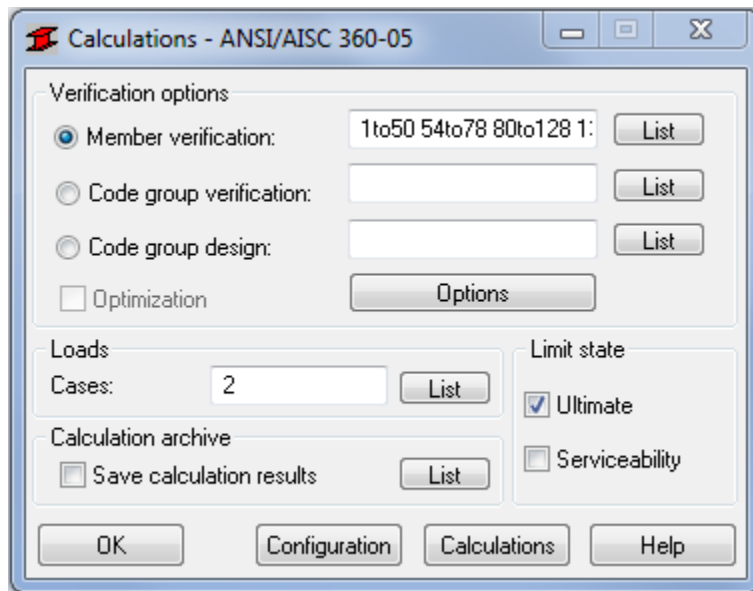 Calculations - ANSI/AISC 360-05
Verification options
Member verification: 1to50 54to78 80to128 1: List
Code group verification: List
Code group design: List
Optimization Options
Loads
Cases: 2 List
Limit state
Ultimate
Serviceability
Calculation archive
Save calculation results List
OK Configuration Calculations Help